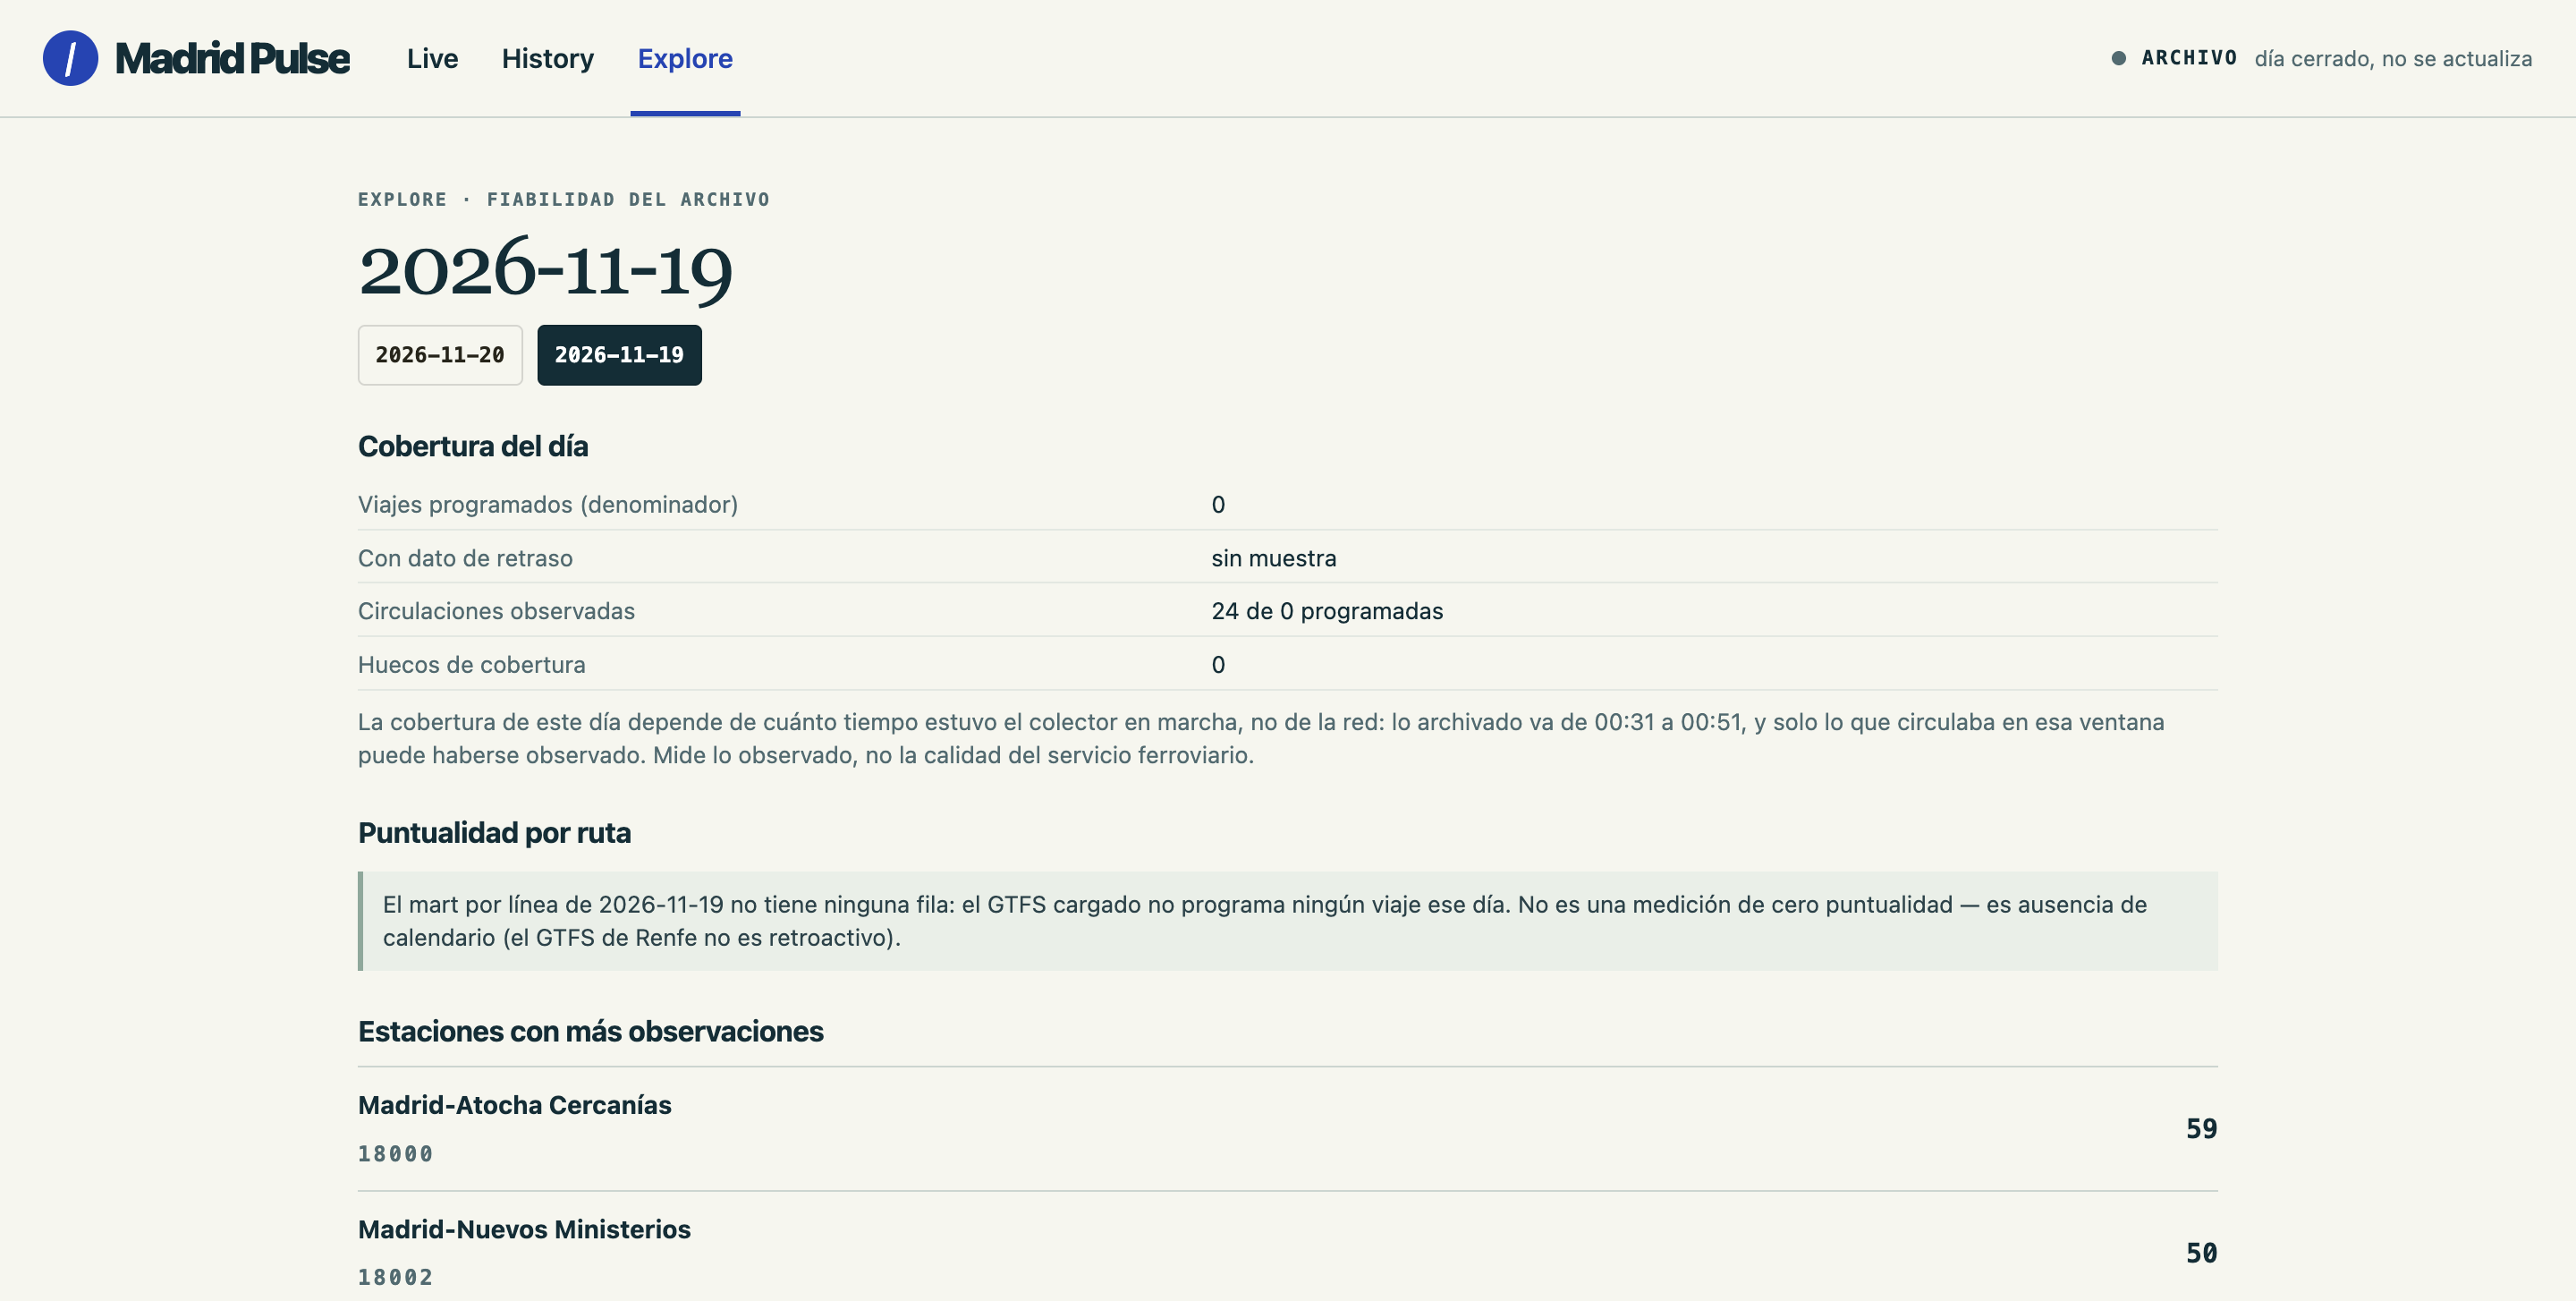 Madrid Pulse Live History Explore ARCHIVO día cerrado, no se actualiza
EXPLORE · FIABILIDAD DEL ARCHIVO
2026-11-19
2026-11-20 2026-11-19
Cobertura del día
Viajes programados (denominador) 0
Con dato de retraso sin muestra
Circulaciones observadas 24 de 0 programadas
Huecos de cobertura 0
La cobertura de este día depende de cuánto tiempo estuvo el colector en marcha, no de la red: lo archivado va de 00:31 a 00:51, y solo lo que circulaba en esa ventana
puede haberse observado. Mide lo observado, no la calidad del servicio ferroviario.
Puntualidad por ruta
El mart por línea de 2026-11-19 no tiene ninguna fila: el GTFS cargado no programa ningún viaje ese día. No es una medición de cero puntualidad — es ausencia de
calendario (el GTFS de Renfe no es retroactivo).
Estaciones con más observaciones
Madrid-Atocha Cercanías
59
18000
Madrid-Nuevos Ministerios
50
18002